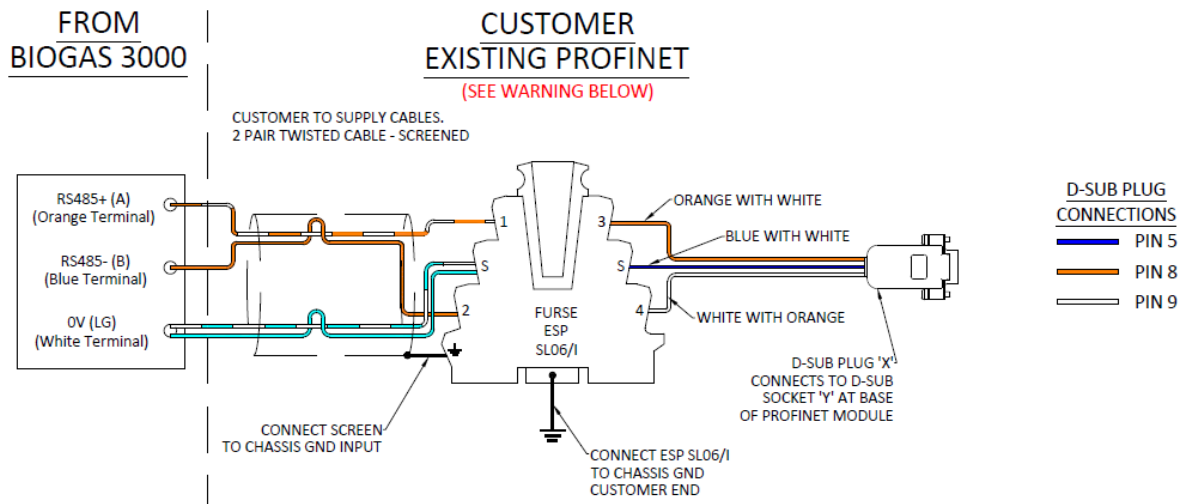 FROM
BIOGAS 3000
CUSTOMER
EXISTING PROFINET
(SEE WARNING BELOW)
CUSTOMER TO SUPPLY CABLES.
2 PAIR TWISTED CABLE - SCREENED
RS485+ (A)
(Orange Terminal)
RS485- (B)
(Blue Terminal)
0V (LG)
(White Terminal)
1
S
2
3
S
4
FURSE
ESP
SL06/I
ORANGE WITH WHITE
BLUE WITH WHITE
WHITE WITH ORANGE
D-SUB PLUG
CONNECTIONS
PIN 5
PIN 8
PIN 9
D-SUB PLUG 'X'
CONNECTS TO D-SUB
SOCKET 'Y' AT BASE
OF PROFINET MODULE
CONNECT SCREEN
TO CHASSIS GND INPUT
CONNECT ESP SL06/I
TO CHASSIS GND
CUSTOMER END